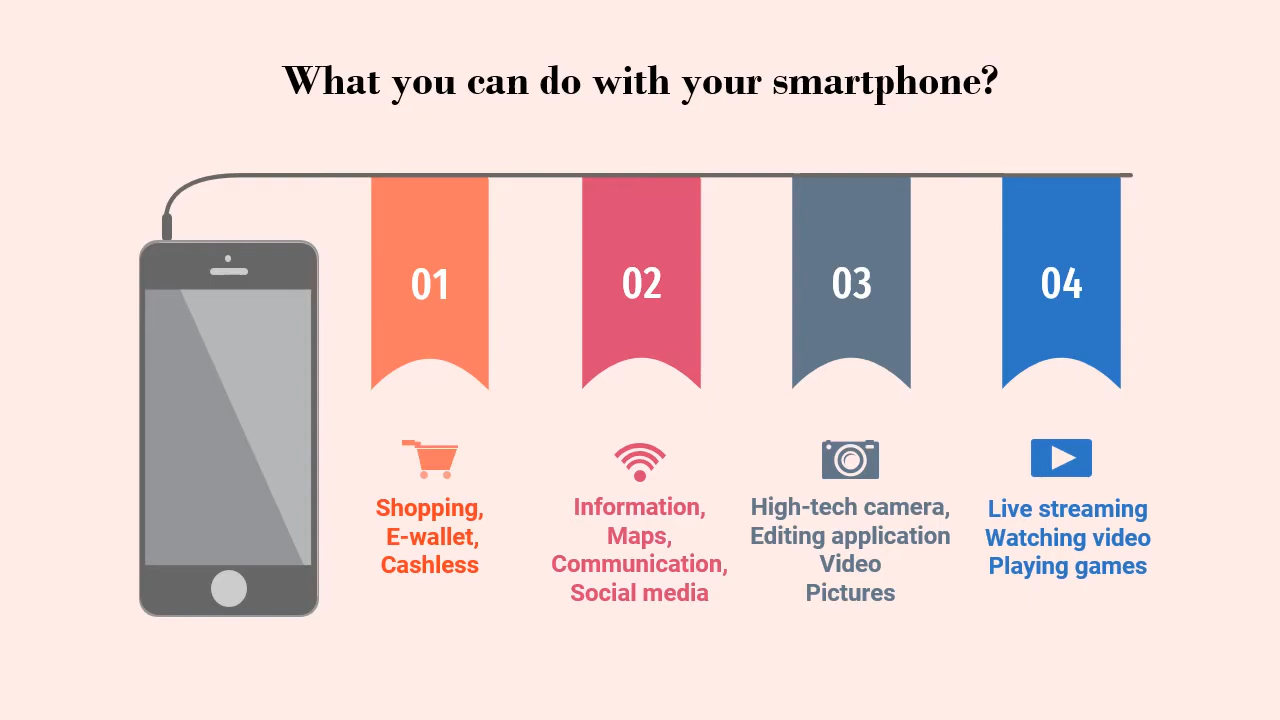 What you can do with your smartphone?
01
02
03
04
Shopping,
E-wallet,
Cashless
Information,
Maps,
Communication,
Social media
High-tech camera,
Editing application
Video
Pictures
Live streaming
Watching video
Playing games